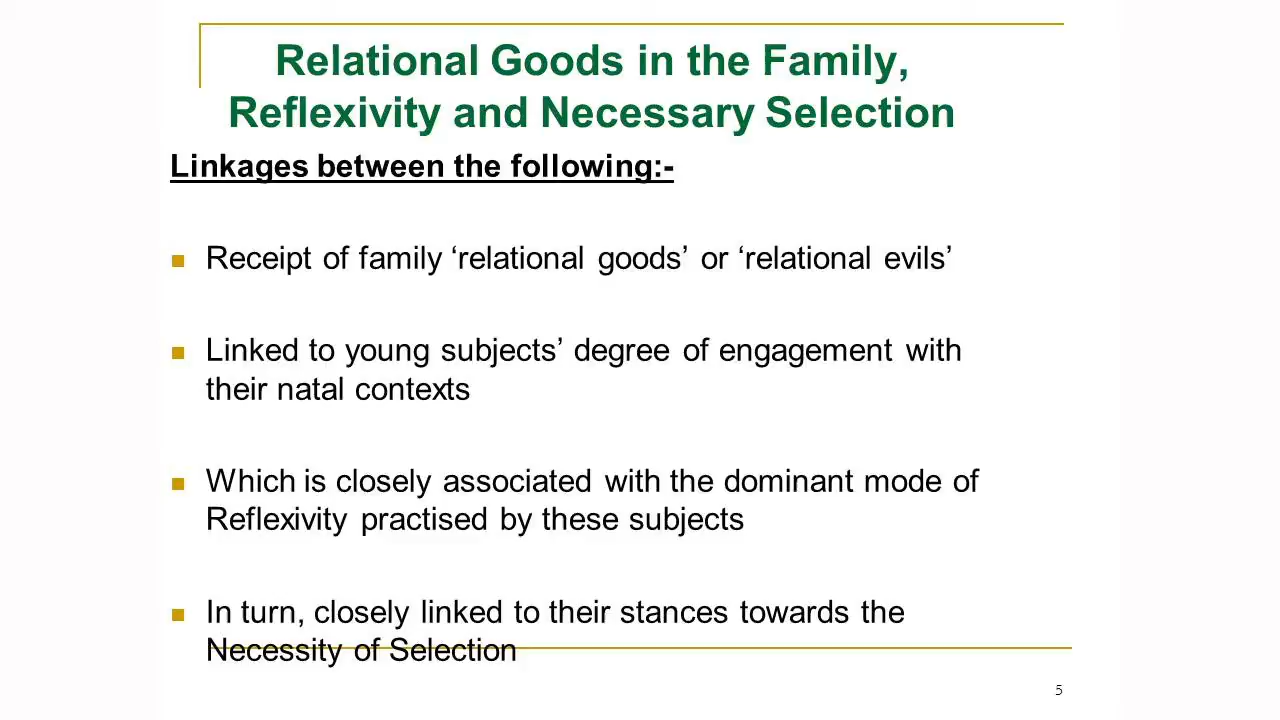 Relational Goods in the Family,
Reflexivity and Necessary Selection
Linkages between the following:-
Receipt of family ‘relational goods’ or ‘relational evils’
Linked to young subjects’ degree of engagement with
their natal contexts
Which is closely associated with the dominant mode of
Reflexivity practised by these subjects
In turn, closely linked to their stances towards the
Necessity of Selection
5